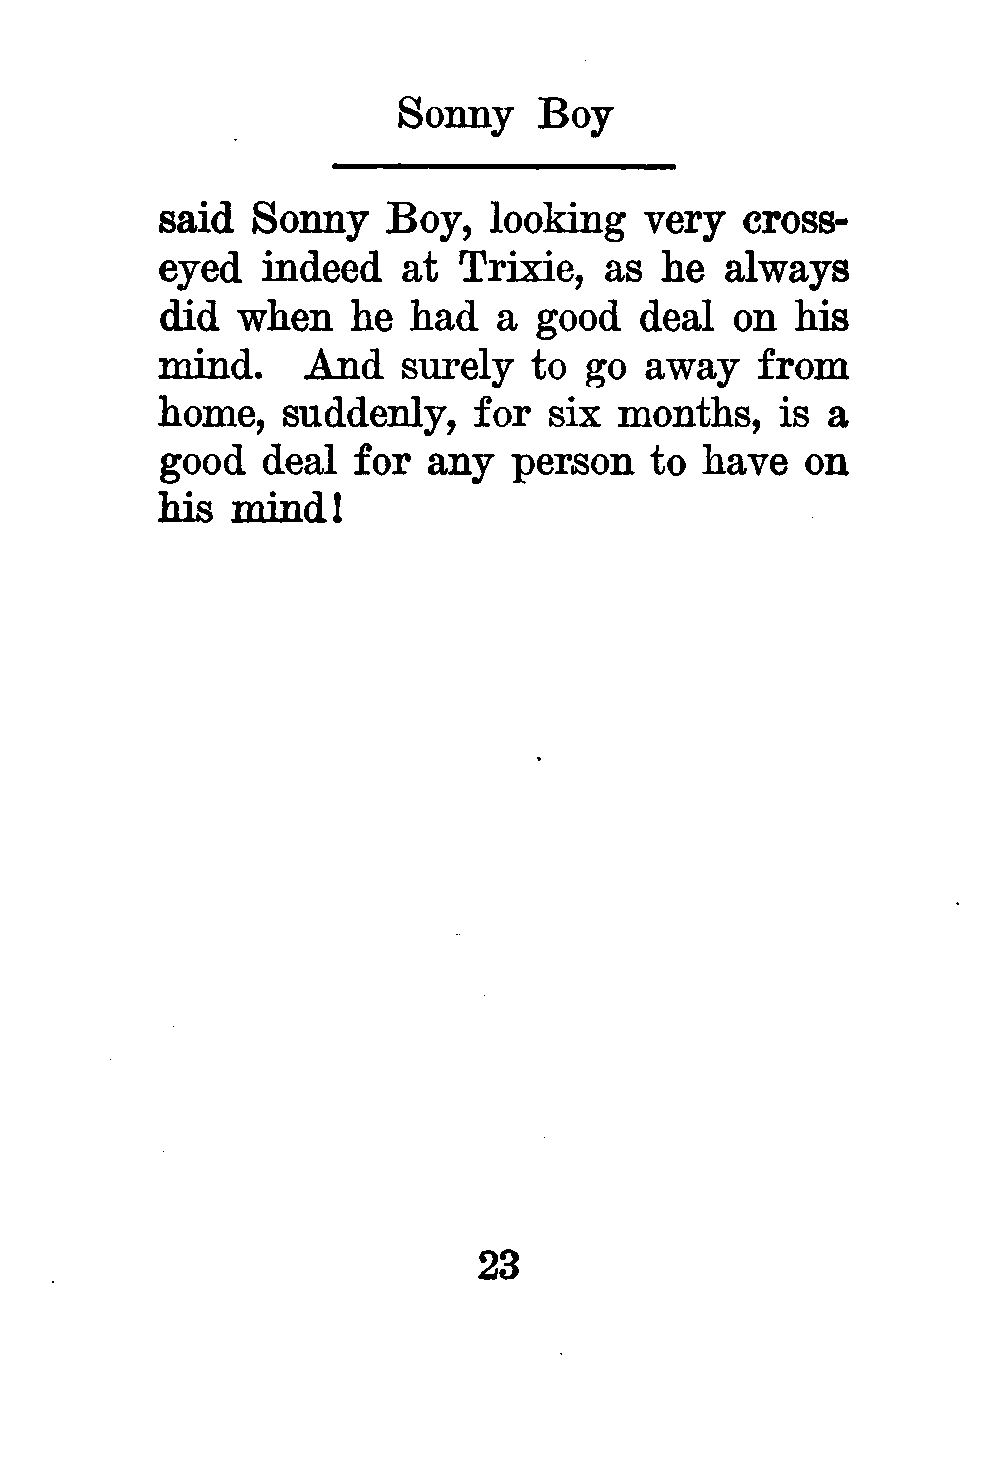 Sonny Boy
said Sonny Boy, looking very cross-
eyed indeed at Trixie, as he always
did when he had a good deal on his
mind. And surely to go away from
home, suddenly, for six months, is a
good deal for any person to have on
his mind!
23